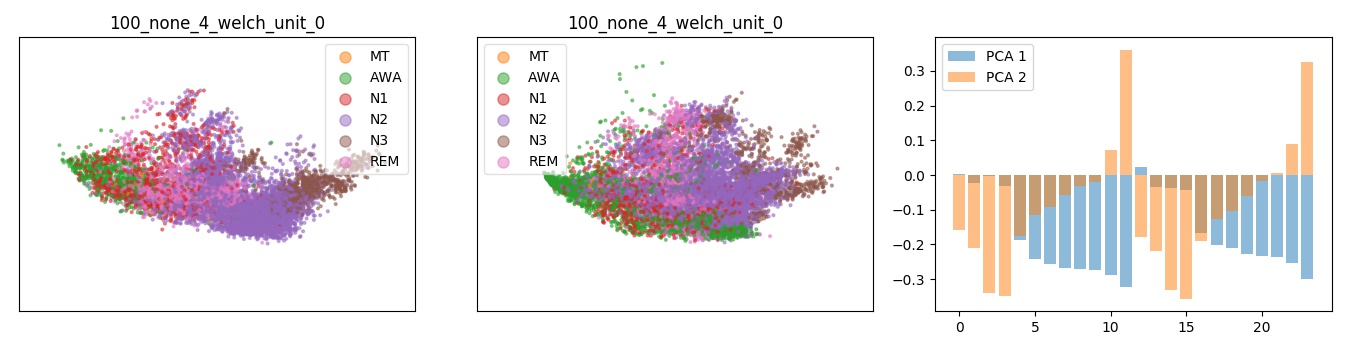 100_none_4_welch_unit_0
MT
AWA
N1
N2
N3
REM
100_none_4_welch_unit_0
MT
AWA
N1
N2
N3
REM
PCA 1
PCA 2
0.3
0.2
0.1
0.0
−0.1
−0.2
−0.3
0 5 10 15 20